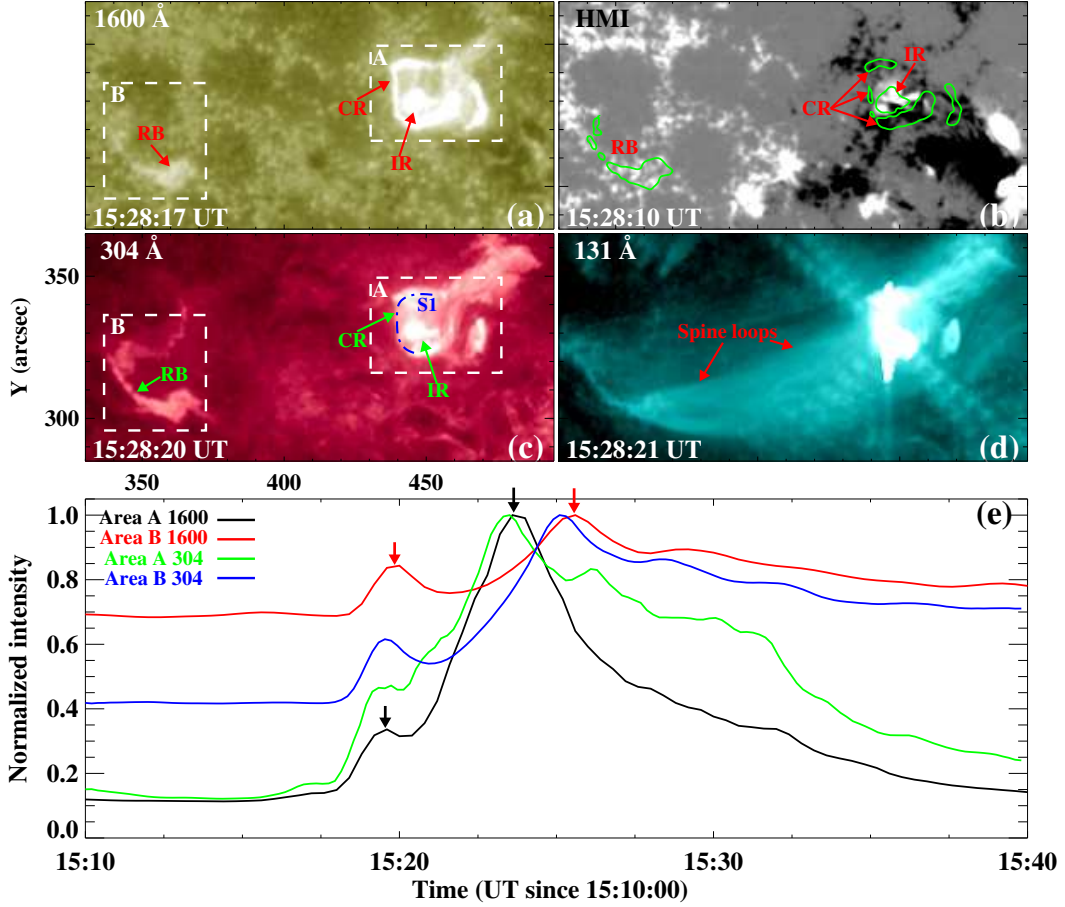 1600 Å
A
B
CR
RB
IR
15:28:17 UT
(a)
HMI
IR
CR
RB
15:28:10 UT
(b)
304 Å
A
S1
B
CR
RB
IR
15:28:20 UT
(c)
131 Å
Spine loops
15:28:21 UT
(d)
350
300
Y (arcsec)
350 400 450
(e)
Area A 1600
Area B 1600
Area A 304
Area B 304
1.0
0.8
0.6
0.4
0.2
0.0
Normalized intensity
15:10 15:20 15:30 15:40
Time (UT since 15:10:00)